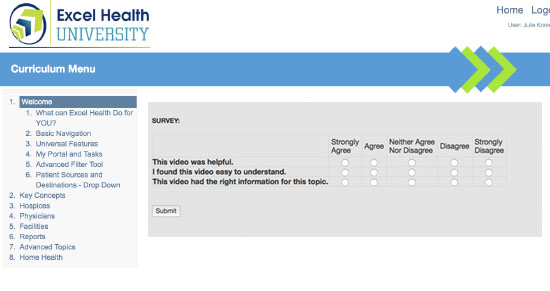 Excel Health
UNIVERSITY
Home Logo
User: Julie
Curriculum Menu
1. Welcome
1. What can Excel Health Do for
YOU?
2. Basic Navigation
3. Universal Features
4. My Portal and Tasks
5. Advanced Filter Tool
6. Patient Sources and
Destinations - Drop Down
2. Key Concepts
3. Hospices
4. Physicians
5. Facilities
6. Reports
7. Advanced Topics
8. Home Health
SURVEY:
Strongly Agree Agree Neither Agree Nor Disagree Disagree Strongly Disagree
This video was helpful.
I found this video easy to understand.
This video had the right information for this topic.
Submit